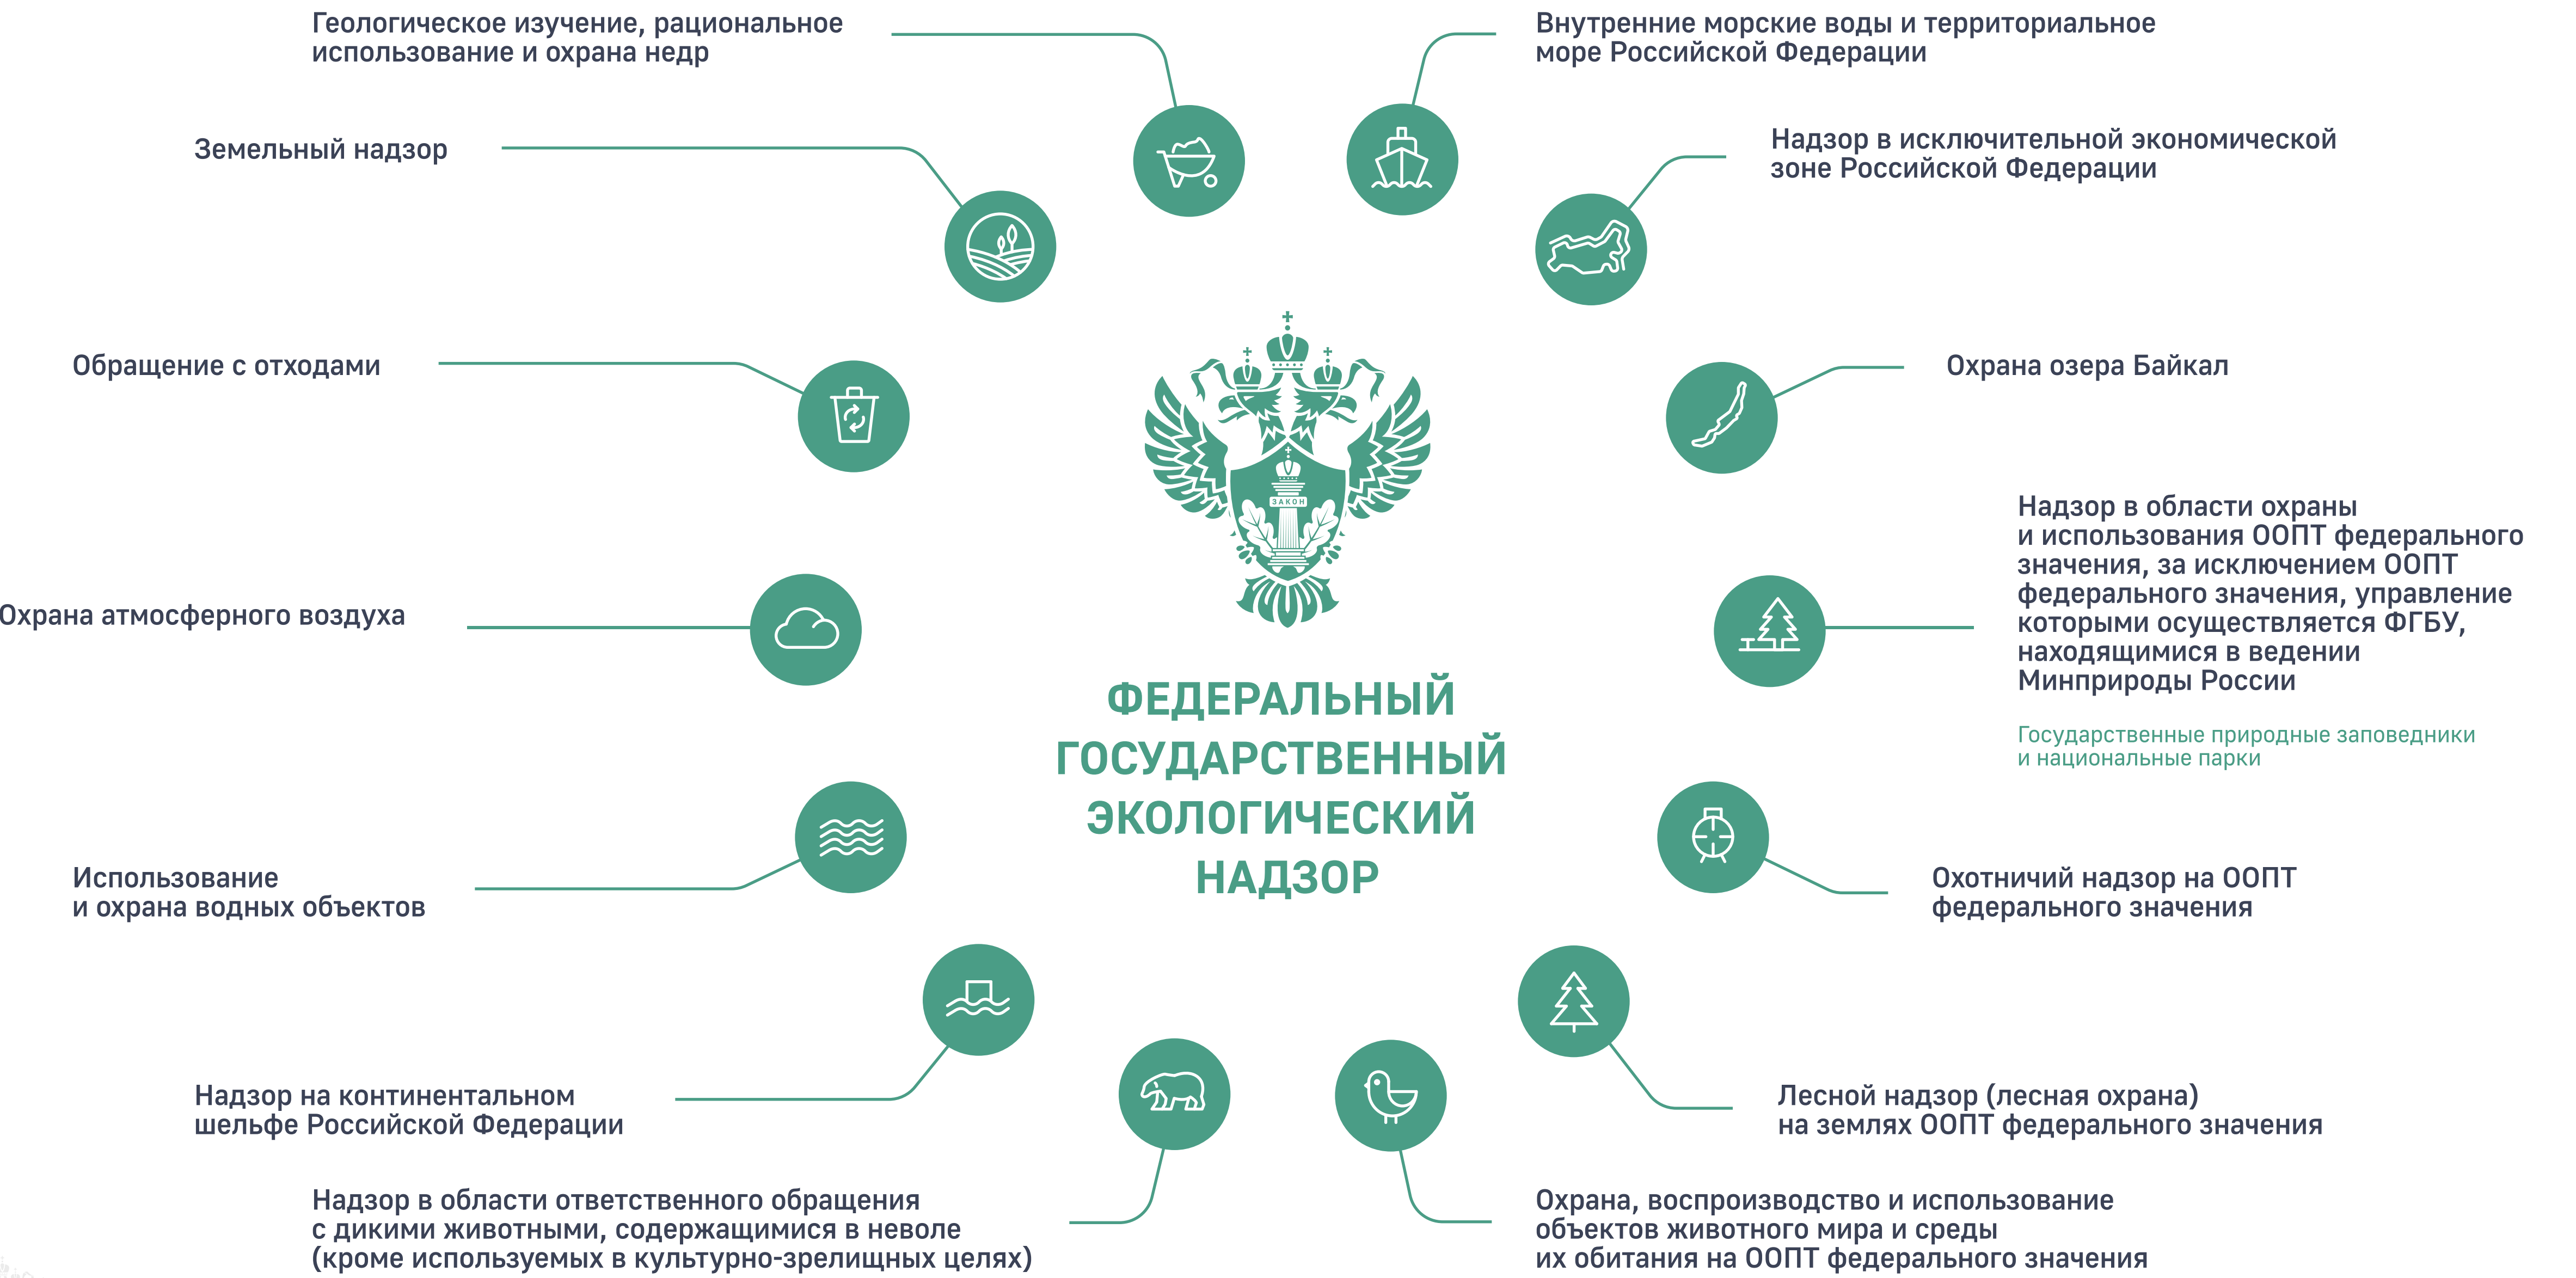 Геологическое изучение, рациональное
использование и охрана недр
Внутренние морские воды и территориальное
море Российской Федерации
Земельный надзор
Надзор в исключительной экономической
зоне Российской Федерации
Обращение с отходами
Охрана озера Байкал
ЗАКОН
Охрана атмосферного воздуха
Надзор в области охраны
и использования ООПТ федерального
значения, за исключением ООПТ
федерального значения, управление
которыми осуществляется ФГБУ,
находящимися в ведении
Минприроды России
Государственные природные заповедники
и национальные парки
ФЕДЕРАЛЬНЫЙ
ГОСУДАРСТВЕННЫЙ
ЭКОЛОГИЧЕСКИЙ
НАДЗОР
Использование
и охрана водных объектов
Охотничий надзор на ООПТ
федерального значения
Надзор на континентальном
шельфе Российской Федерации
Лесной надзор (лесная охрана)
на землях ООПТ федерального значения
Надзор в области ответственного обращения
с дикими животными, содержащимися в неволе
(кроме используемых в культурно-зрелищных целях)
Охрана, воспроизводство и использование
объектов животного мира и среды
их обитания на ООПТ федерального значения